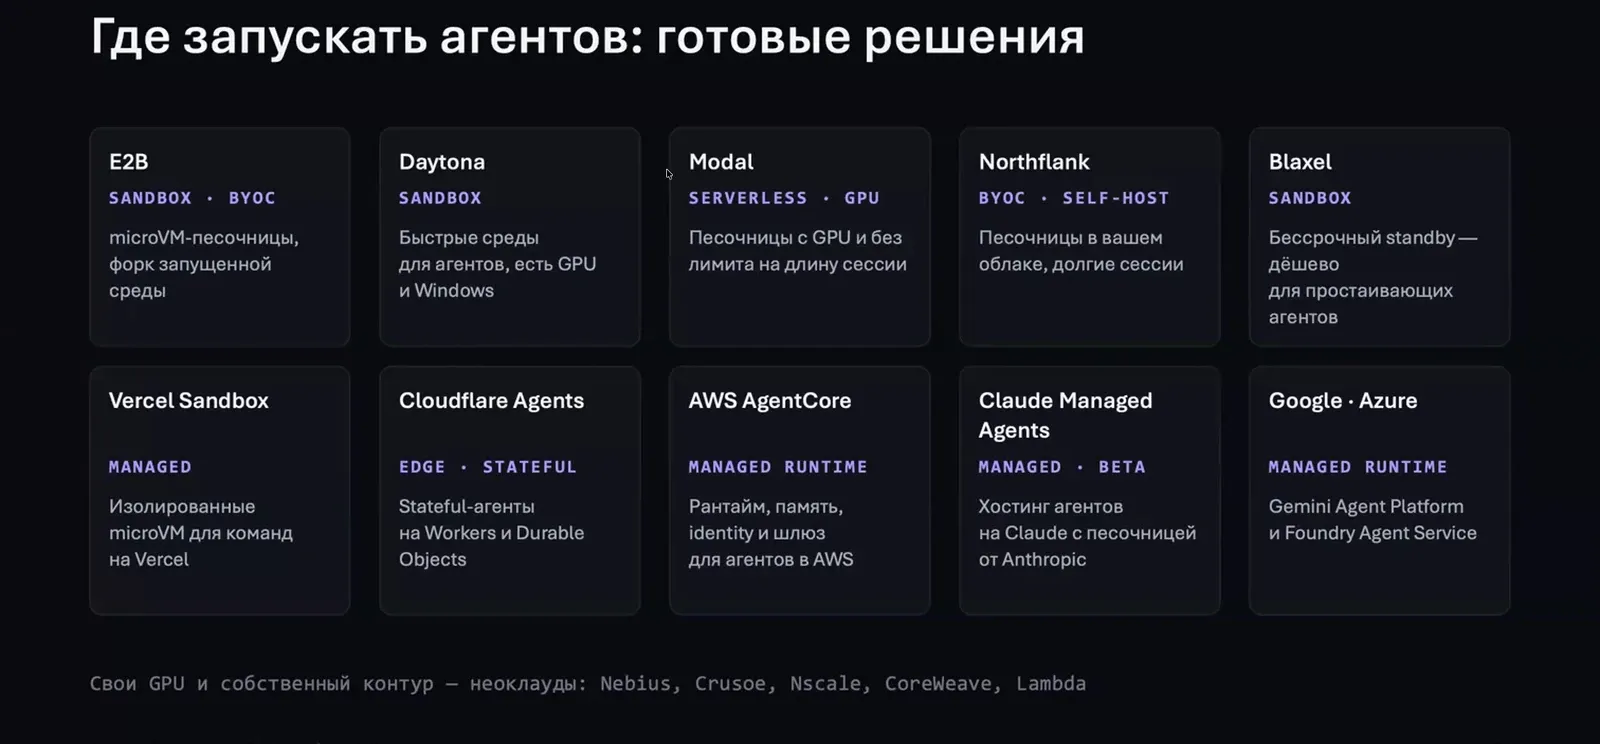 Где запускать агентов: готовые решения
E2B
SANDBOX · BYOC
microVM-песочницы,
форк запущенной
среды
Daytona
SANDBOX
Быстрые среды
для агентов, есть GPU
и Windows
Modal
SERVERLESS · GPU
Песочницы с GPU и без
лимита на длину сессии
Northflank
BYOC · SELF-HOST
Песочницы в вашем
облаке, долгие сессии
Blaxel
SANDBOX
Бессрочный standby —
дёшево
для простаивающих
агентов
Vercel Sandbox
MANAGED
Изолированные
microVM для команд
на Vercel
Cloudflare Agents
EDGE · STATEFUL
Stateful-агенты
на Workers и Durable
Objects
AWS AgentCore
MANAGED RUNTIME
Рантайм, память,
identity и шлюз
для агентов в AWS
Claude Managed
Agents
MANAGED · BETA
Хостинг агентов
на Claude с песочницей
от Anthropic
Google · Azure
MANAGED RUNTIME
Gemini Agent Platform
и Foundry Agent Service
Свои GPU и собственный контур — неоклауды: Nebius, Crusoe, Nscale, CoreWeave, Lambda